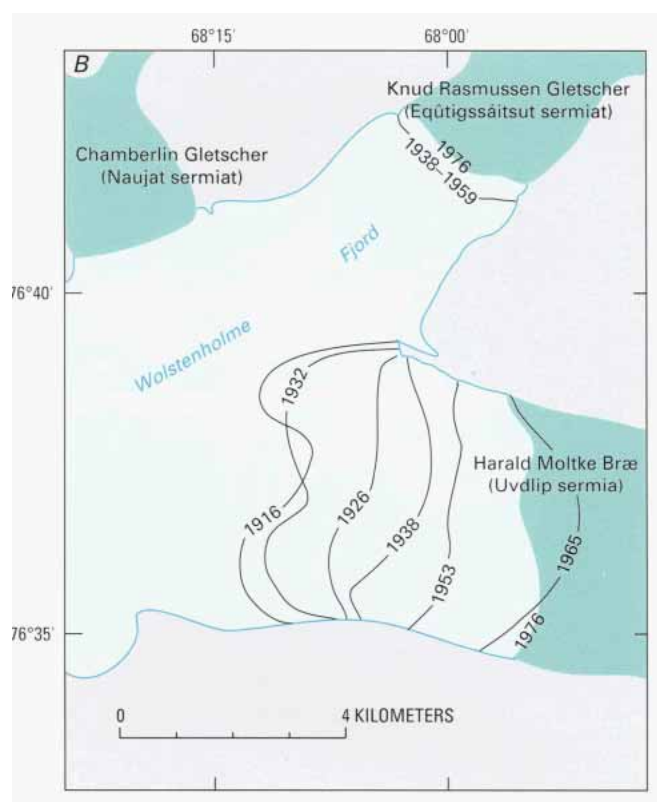 68°15' 68°00'
B
Knud Rasmussen Gletscher
(Eqûtigssâitsut sermiat)
Chamberlin Gletscher
(Naujat sermiat)
1976
1938–1959
Fjord
76°40'
Wolstenholme
1932
Harald Moltke Bræ
(Uvdlip sermia)
1916
1926
1938
1965
1953
1976
76°35'
0 4 KILOMETERS